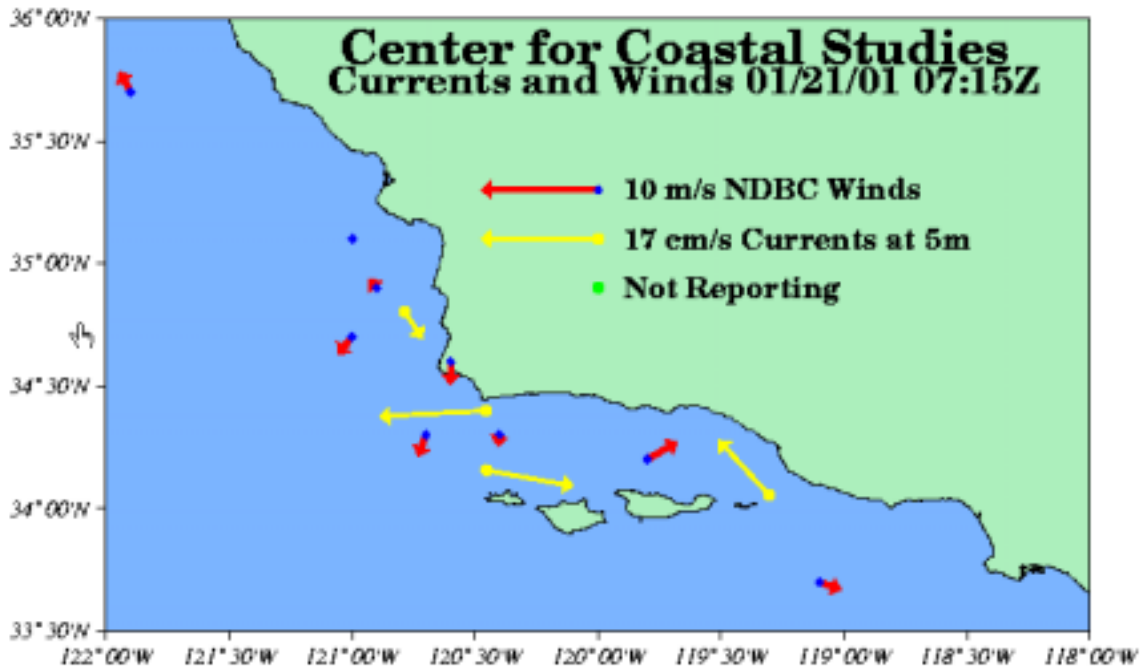 36°00'N
Center for Coastal Studies
Currents and Winds 01/21/01 07:15Z
35°30'N
10 m/s NDBC Winds
17 cm/s Currents at 5m
35°00'N
Not Reporting
34°30'N
34°00'N
33°30'N
122°00'W 121°30'W 121°00'W 120°30'W 120°00'W 119°30'W 119°00'W 118°30'W 118°00'W